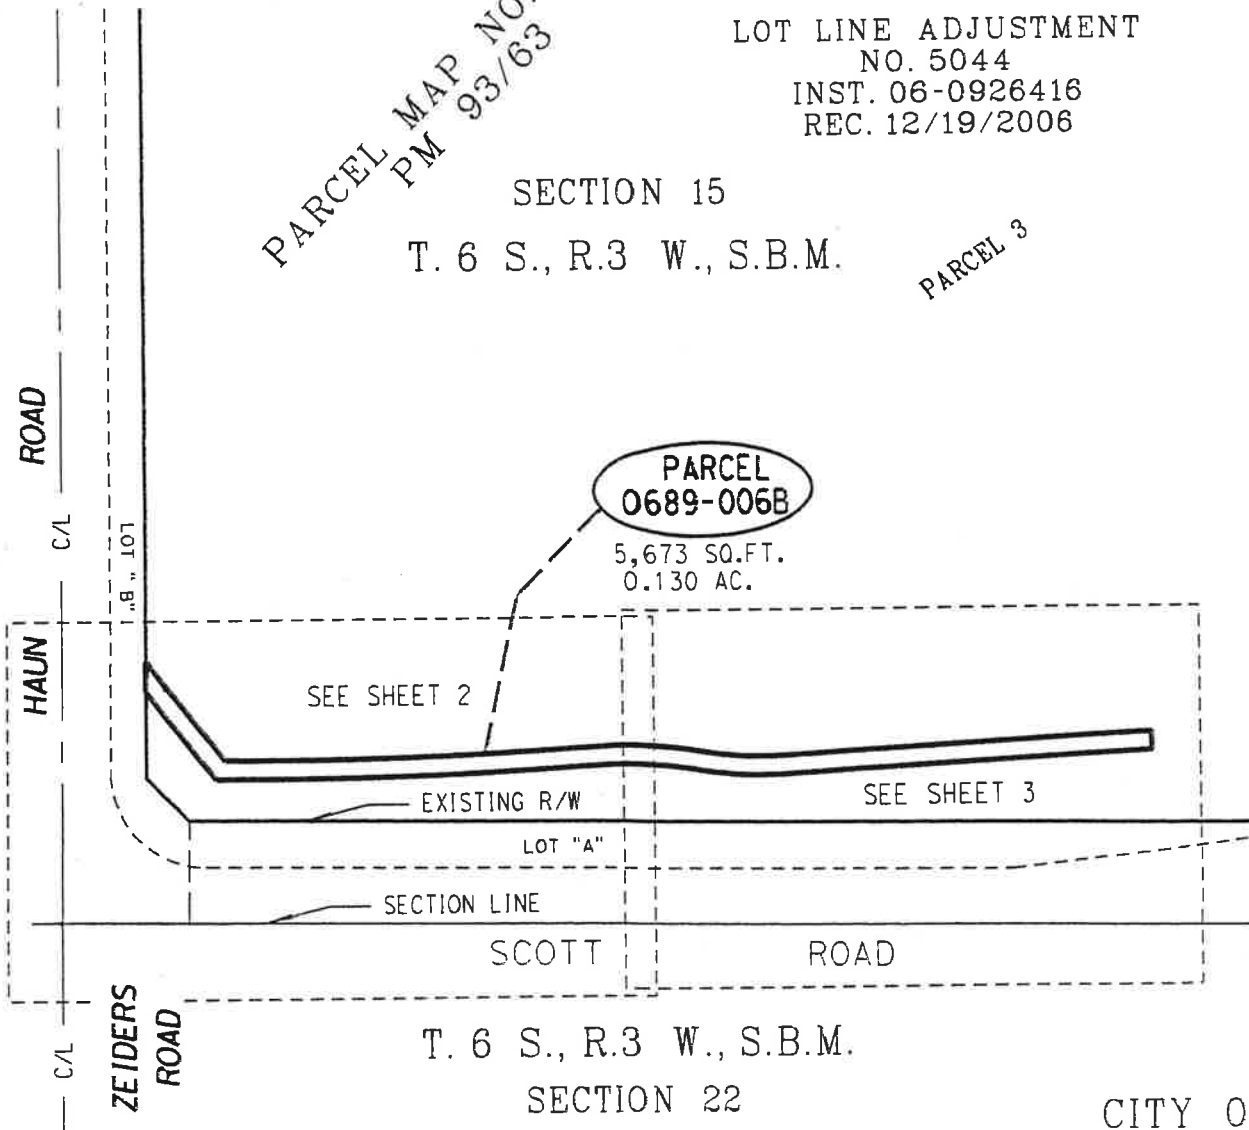 PARCEL MAP NO.
PM 93/63
LOT LINE ADJUSTMENT
NO. 5044
INST. 06-0926416
REC. 12/19/2006
SECTION 15
T. 6 S., R.3 W., S.B.M.
PARCEL 3
HAUN ROAD
C/L
LOT "B"
PARCEL
0689-006B
5,673 SQ.FT.
0.130 AC.
SEE SHEET 2
SEE SHEET 3
EXISTING R/W
LOT "A"
SECTION LINE
SCOTT ROAD
C/L
ZEIDERS
ROAD
T. 6 S., R.3 W., S.B.M.
SECTION 22
CITY O